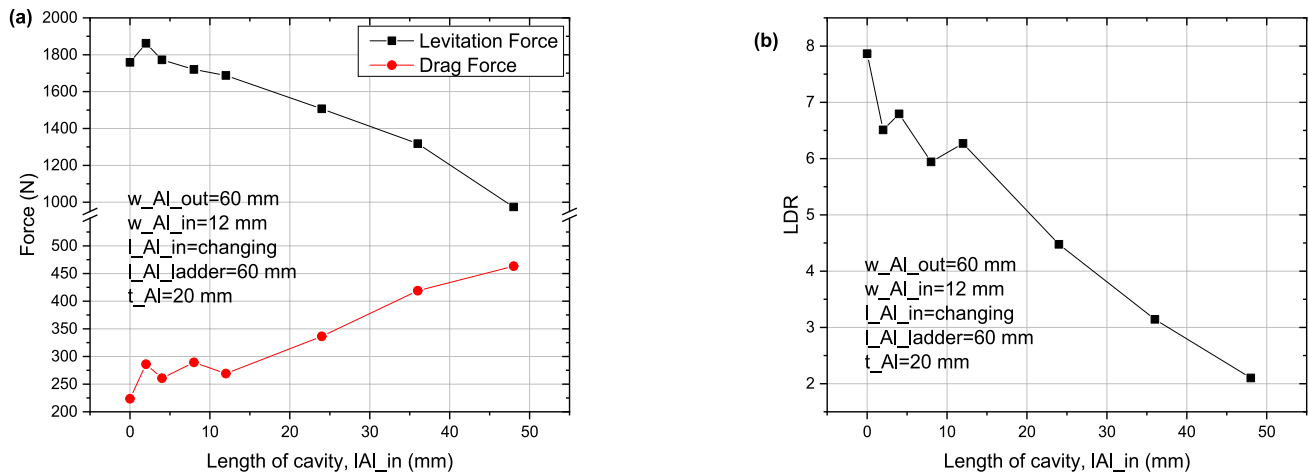 (a)
2000
1800
1600
1400
1200
1000
500
450
400
350
300
250
200
Force (N)
Levitation Force
Drag Force
w_Al_out=60 mm
w_Al_in=12 mm
l_Al_in=changing
l_Al_ladder=60 mm
t_Al=20 mm
0 10 20 30 40 50
Length of cavity, lAl_in (mm)
(b)
8
7
6
5
4
3
2
LDR
w_Al_out=60 mm
w_Al_in=12 mm
l_Al_in=changing
l_Al_ladder=60 mm
t_Al=20 mm
0 10 20 30 40 50
Length of cavity, lAl_in (mm)